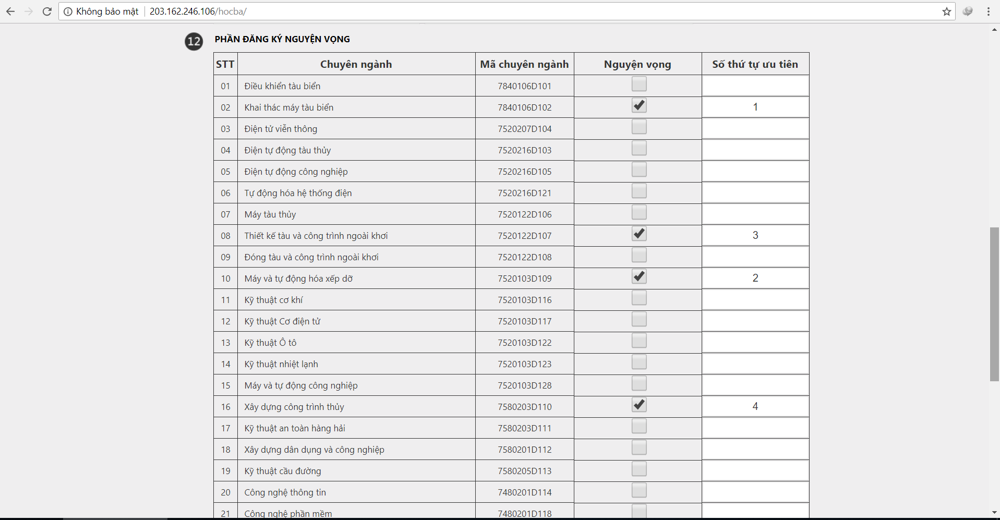 Không bảo mật 203.162.246.106/hocba/
12 PHẦN ĐĂNG KÝ NGUYỆN VỌNG
STT Chuyên ngành Mã chuyên ngành Nguyện vọng Số thứ tự ưu tiên
01 Điều khiển tàu biển 7840106D101
02 Khai thác máy tàu biển 7840106D102 1
03 Điện tử viễn thông 7520207D104
04 Điện tự động tàu thủy 7520216D103
05 Điện tự động công nghiệp 7520216D105
06 Tự động hóa hệ thống điện 7520216D121
07 Máy tàu thủy 7520122D106
08 Thiết kế tàu và công trình ngoài khơi 7520122D107 3
09 Đóng tàu và công trình ngoài khơi 7520122D108
10 Máy và tự động hóa xếp dỡ 7520103D109 2
11 Kỹ thuật cơ khí 7520103D116
12 Kỹ thuật Cơ điện tử 7520103D117
13 Kỹ thuật Ô tô 7520103D122
14 Kỹ thuật nhiệt lạnh 7520103D123
15 Máy và tự động công nghiệp 7520103D128
16 Xây dựng công trình thủy 7580203D110 4
17 Kỹ thuật an toàn hàng hải 7580203D111
18 Xây dựng dân dụng và công nghiệp 7580201D112
19 Kỹ thuật cầu đường 7580205D113
20 Công nghệ thông tin 7480201D114
21 Công nghệ phần mềm 7480201D118